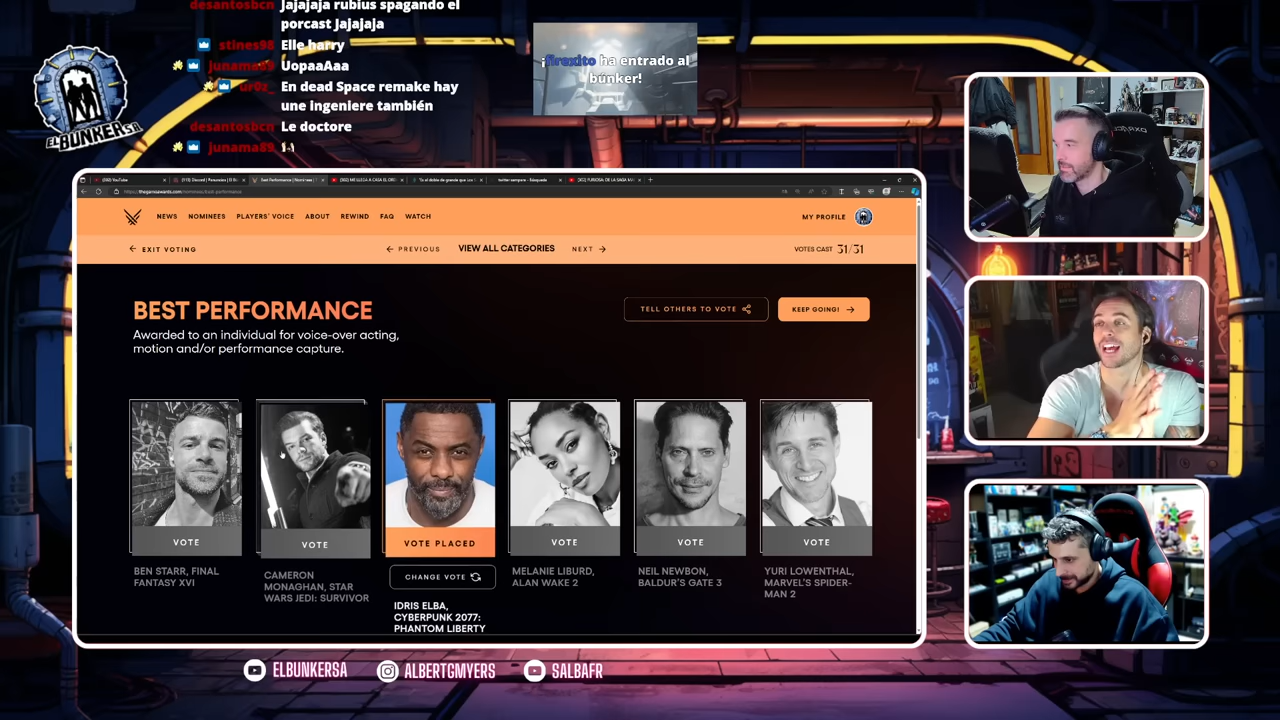 desantosbcn Jajajaja rubius spagando el
porcast Jajajaja
stines98 Elle harry
junama89 UopaaAaa
En dead Space remake hay
une ingeniere también
desantosbcn Le doctore
junama89
¡firexito ha entrado al
búnker!
ELBUNKERSA
NEWS NOMINEES PLAYERS' VOICE ABOUT REWIND FAQ WATCH MY PROFILE
EXIT VOTING PREVIOUS VIEW ALL CATEGORIES NEXT VOTES CAST 31/31
BEST PERFORMANCE
TELL OTHERS TO VOTE KEEP GOING!
Awarded to an individual for voice-over acting,
motion and/or performance capture.
VOTE VOTE VOTE PLACED VOTE VOTE VOTE
BEN STARR, FINAL
FANTASY XVI
CAMERON
MONAGHAN, STAR
WARS JEDI: SURVIVOR
CHANGE VOTE
IDRIS ELBA,
CYBERPUNK 2077:
PHANTOM LIBERTY
MELANIE LIBURD,
ALAN WAKE 2
NEIL NEWBON,
BALDUR'S GATE 3
YURI LOWENTHAL,
MARVEL'S SPIDER-
MAN 2
ELBUNKERSA ALBERTGMYERS SALBAFR